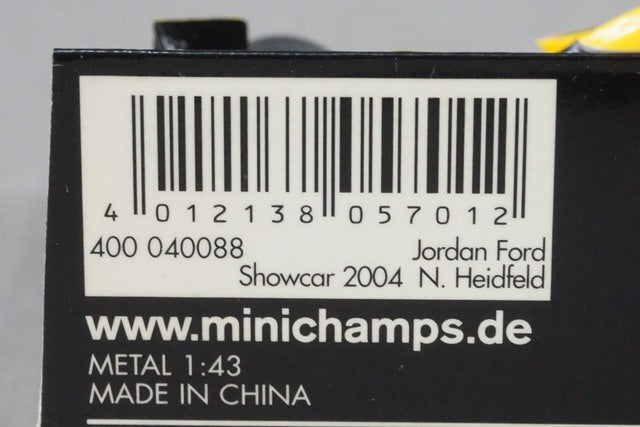 4 012138 057012
400 040088 Jordan Ford
Showcar 2004 N. Heidfeld
www.minichamps.de
METAL 1:43
MADE IN CHINA